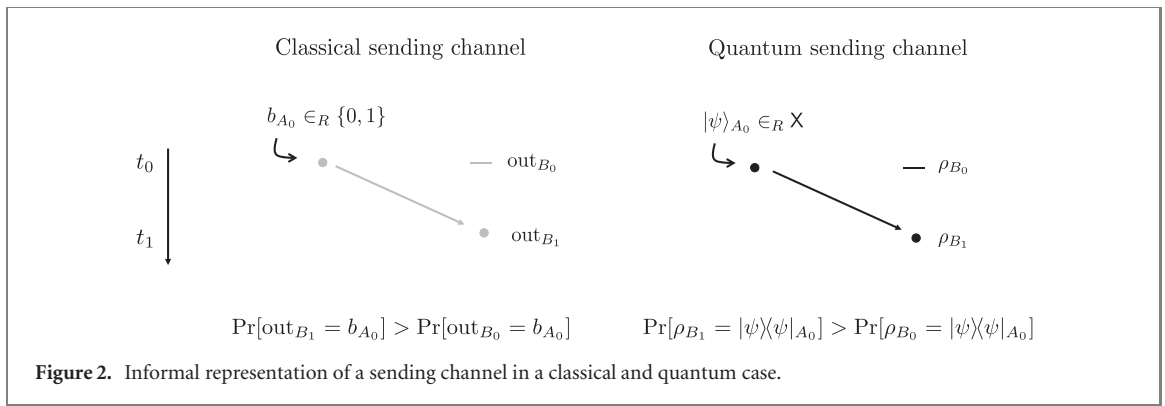 Classical sending channel
Quantum sending channel
b_{A_0} ∈_R {0, 1}
|ψ⟩_{A_0} ∈_R X
t_0
out_{B_0}
ρ_{B_0}
t_1
out_{B_1}
ρ_{B_1}
Pr[out_{B_1} = b_{A_0}] > Pr[out_{B_0} = b_{A_0}]
Pr[ρ_{B_1} = |ψ⟩⟨ψ|_{A_0}] > Pr[ρ_{B_0} = |ψ⟩⟨ψ|_{A_0}]
Figure 2. Informal representation of a sending channel in a classical and quantum case.